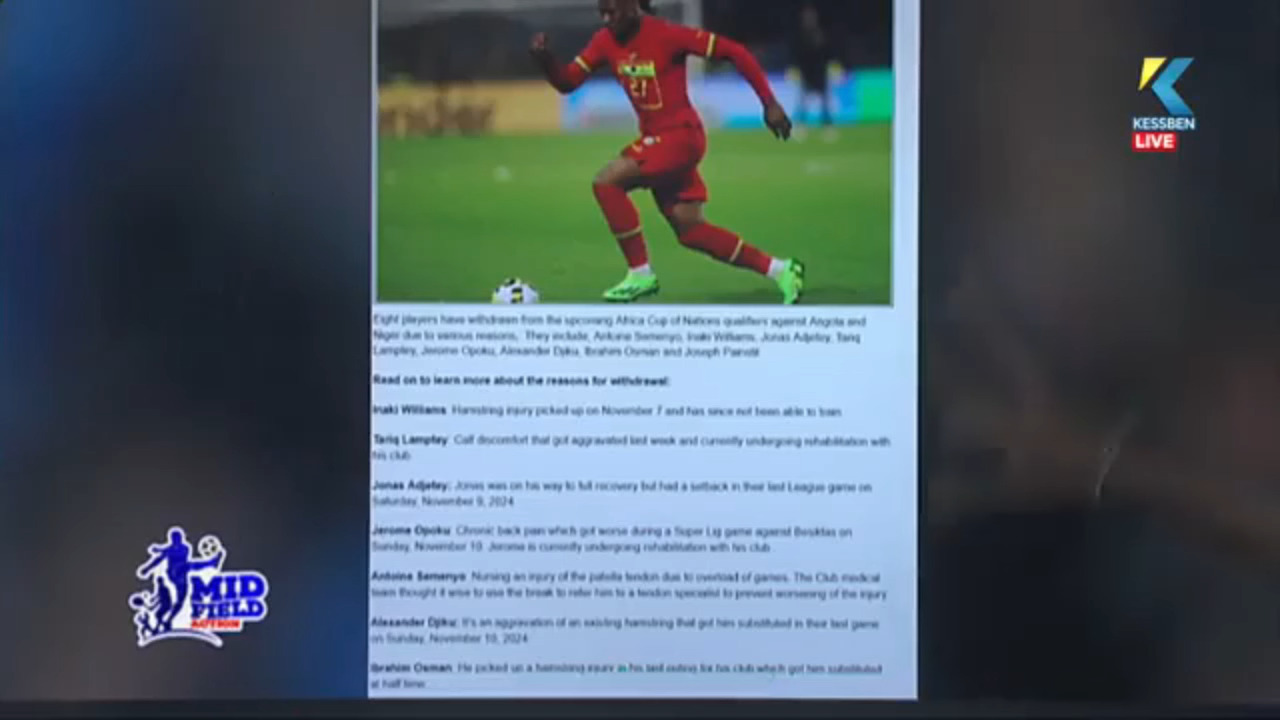 KESSBEN
LIVE
21
Eight players have withdrawn from the upcoming Africa Cup of Nations qualifiers against Angola and
Niger due to various reasons. They include, Antoine Semenyo, Inaki Williams, Jonas Adjetey, Tariq
Lamptey, Jerome Opoku, Alexander Djiku, Ibrahim Osman and Joseph Paintsil
Read on to learn more about the reasons for withdrawal:
Inaki Williams: Hamstring injury picked up on November 7 and has since not been able to train
Tariq Lamptey: Calf discomfort that got aggravated last week and currently undergoing rehabilitation with
his club
Jonas Adjetey: Jonas was on his way to full recovery but had a setback in their last League game on
Saturday, November 9, 2024
Jerome Opoku: Chronic back pain which got worse during a Super Lig game against Besiktas on
Sunday, November 10. Jerome is currently undergoing rehabilitation with his club
Antoine Semenyo: Nursing an injury of the patella tendon due to overload of games. The Club medical
team thought it wise to use the break to refer him to a tendon specialist to prevent worsening of the injury
Alexander Djiku: It's an aggravation of an existing hamstring that got him substituted in their last game
on Sunday, November 10, 2024
Ibrahim Osman: He picked up a hamstring injury in his last outing for his club which got him substituted
at half time
MID
FIELD
ACTION